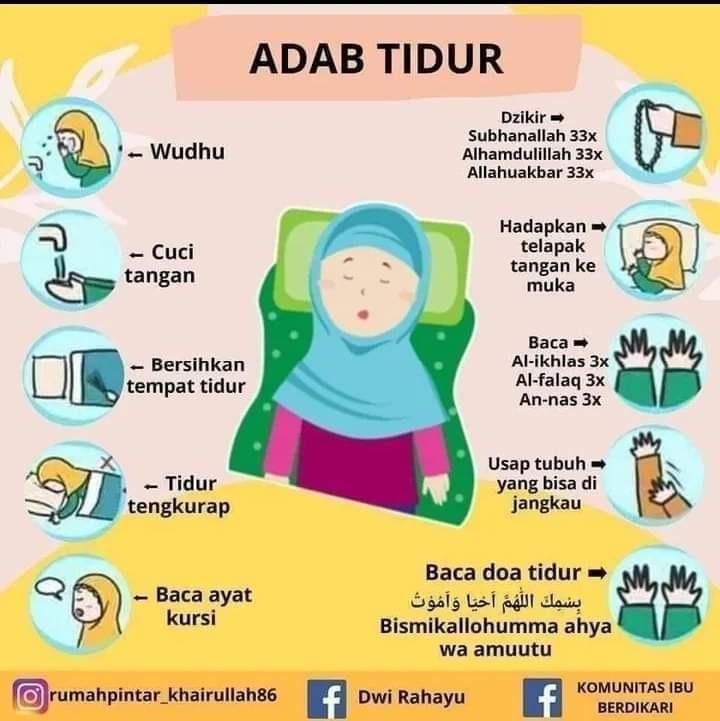 ADAB TIDUR
← Wudhu
← Cuci
tangan
← Bersihkan
tempat tidur
← Tidur
tengkurap
← Baca ayat
kursi
Dzikir ➡
Subhanallah 33x
Alhamdulillah 33x
Allahuakbar 33x
Hadapkan ➡
telapak
tangan ke
muka
Baca ➡
Al-ikhlas 3x
Al-falaq 3x
An-nas 3x
Usap tubuh ➡
yang bisa di
jangkau
Baca doa tidur ➡
بِسْمِكَ اللّٰهُمَّ اَحْيَا وَاَمُوْتُ
Bismikallohumma ahya
wa amuutu
rumahpintar_khairullah86
Dwi Rahayu
KOMUNITAS IBU
BERDIKARI